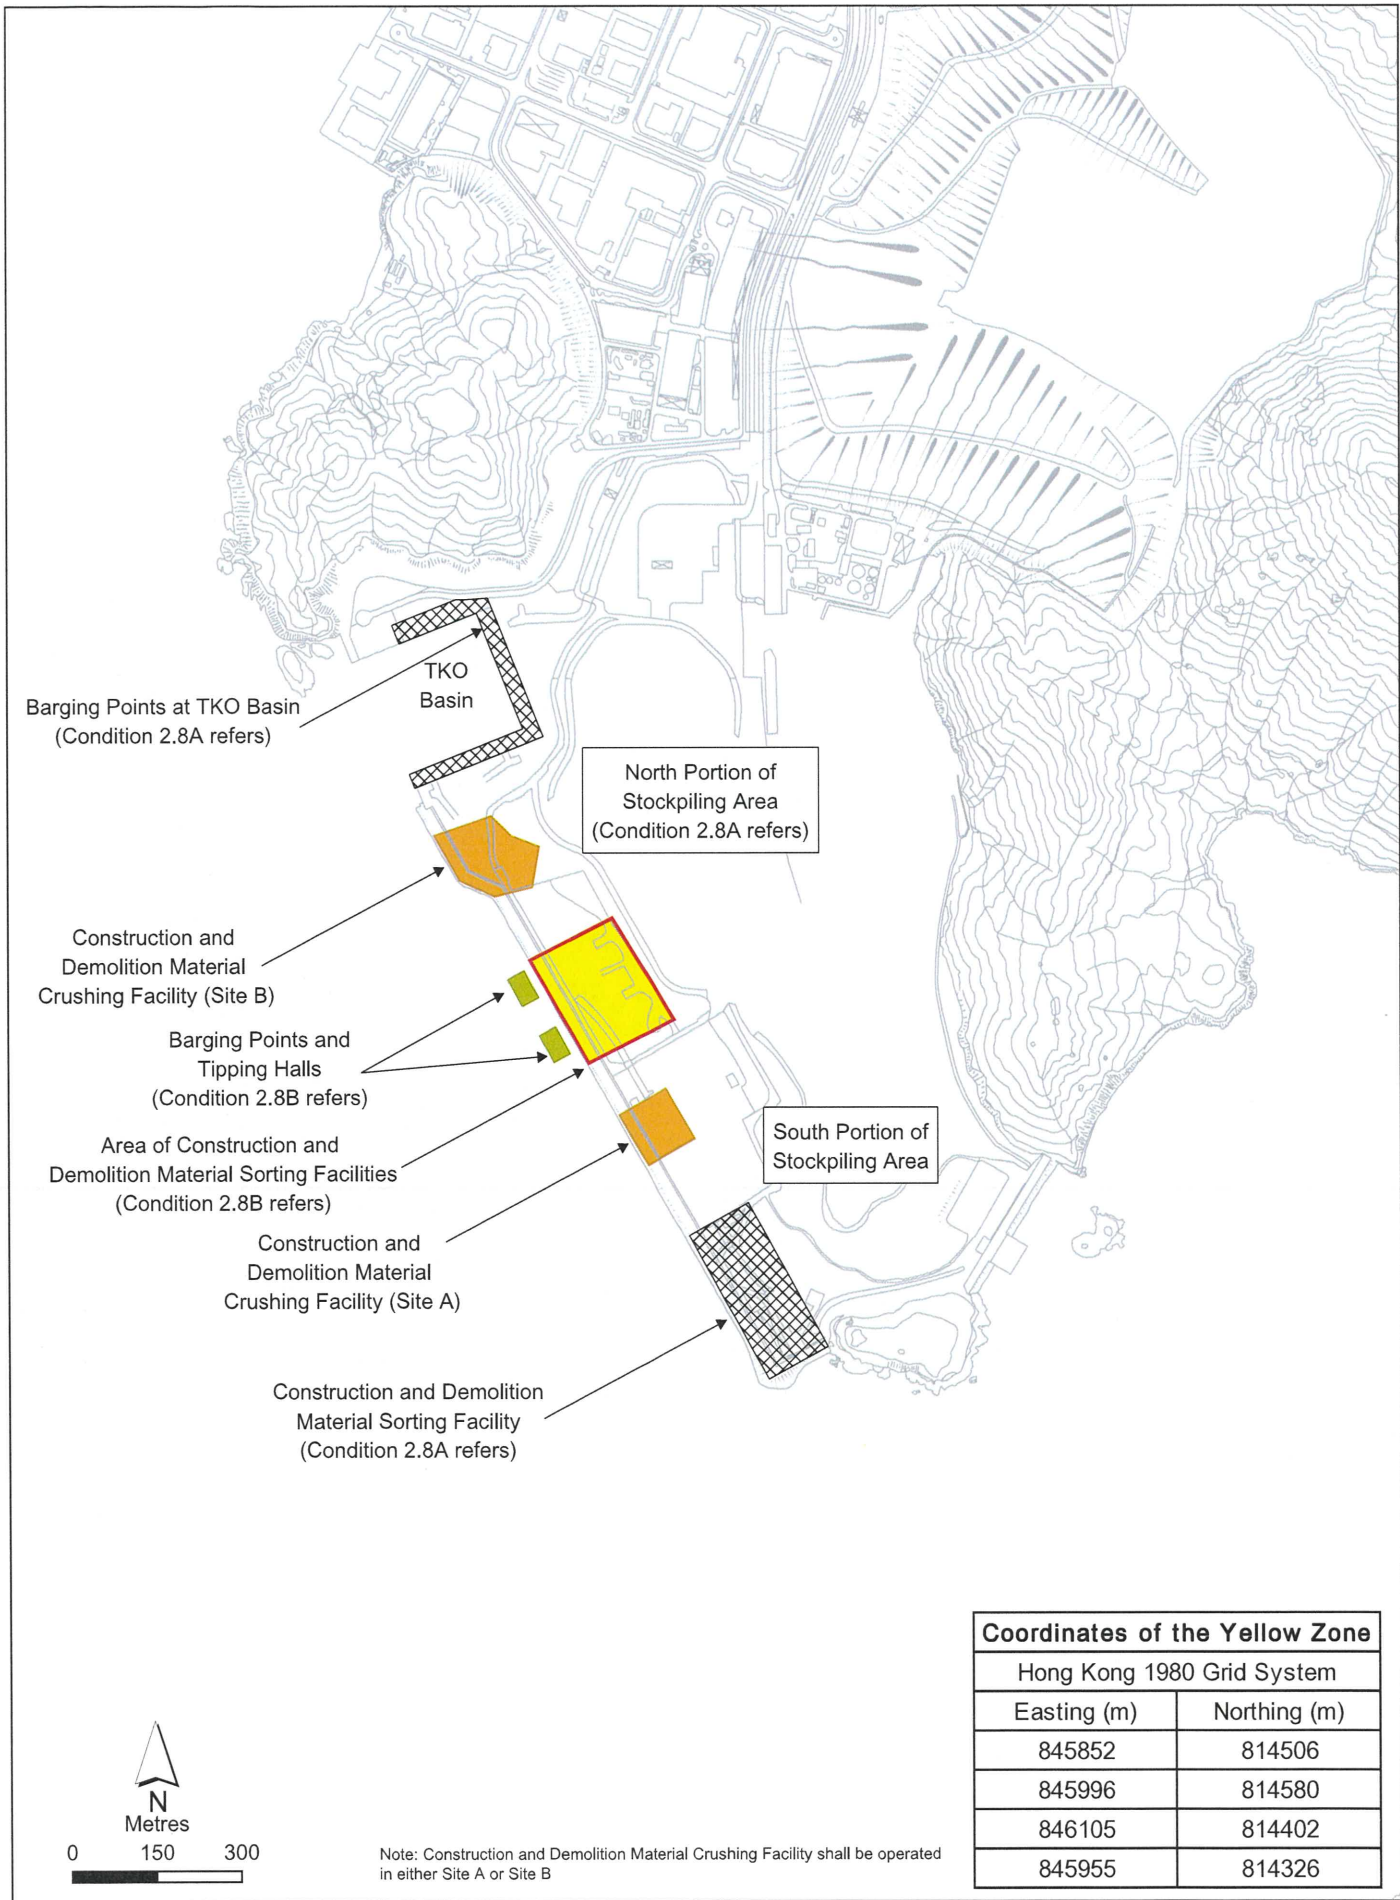 TKO
Basin
Barging Points at TKO Basin
(Condition 2.8A refers)
North Portion of
Stockpiling Area
(Condition 2.8A refers)
Construction and
Demolition Material
Crushing Facility (Site B)
Barging Points and
Tipping Halls
(Condition 2.8B refers)
Area of Construction and
Demolition Material Sorting Facilities
(Condition 2.8B refers)
South Portion of
Stockpiling Area
Construction and
Demolition Material
Crushing Facility (Site A)
Construction and Demolition
Material Sorting Facility
(Condition 2.8A refers)
Coordinates of the Yellow Zone
Hong Kong 1980 Grid System
Easting (m) Northing (m)
845852 814506
845996 814580
846105 814402
845955 814326
N
Metres
0 150 300
Note: Construction and Demolition Material Crushing Facility shall be operated
in either Site A or Site B